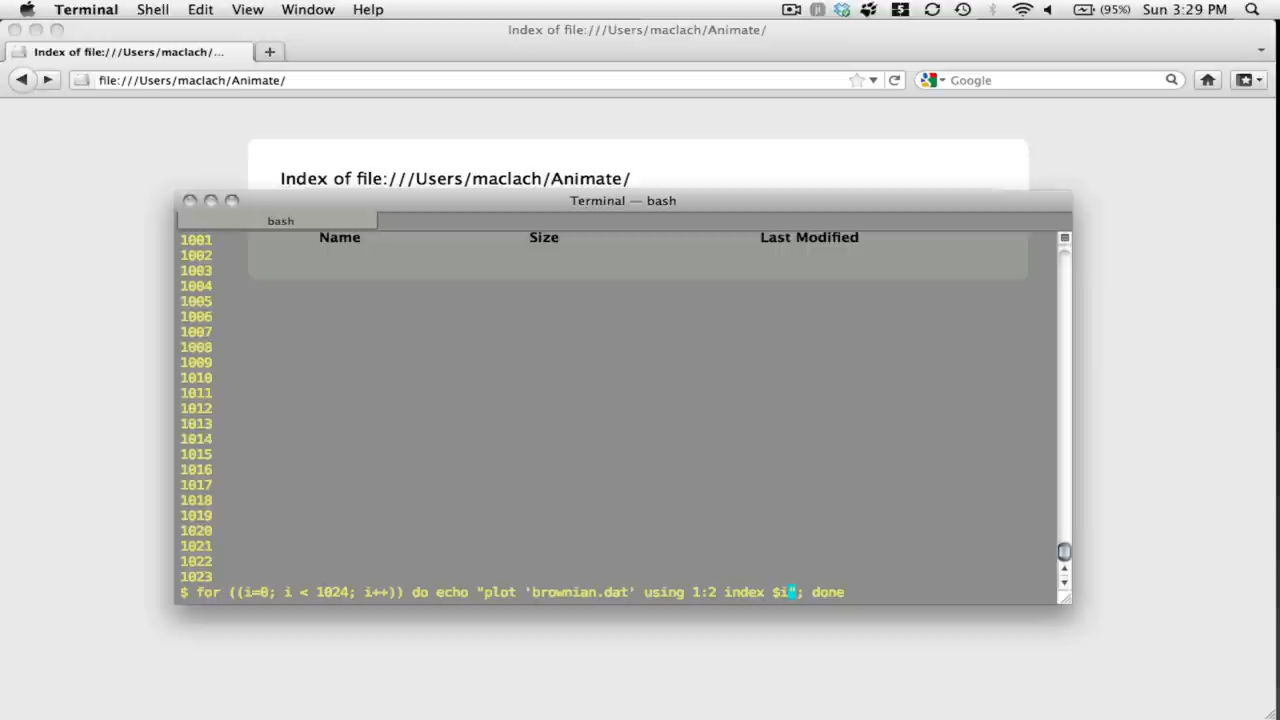 Terminal Shell Edit View Window Help (95%) Sun 3:29 PM
Index of file:///Users/maclach/Animate/
Index of file:///Users/maclach/... +
file:///Users/maclach/Animate/ Google
Index of file:///Users/maclach/Animate/
Terminal — bash
bash
Name Size Last Modified
1001
1002
1003
1004
1005
1006
1007
1008
1009
1010
1011
1012
1013
1014
1015
1016
1017
1018
1019
1020
1021
1022
1023
$ for ((i=0; i < 1024; i++)) do echo "plot 'brownian.dat' using 1:2 index $i"; done